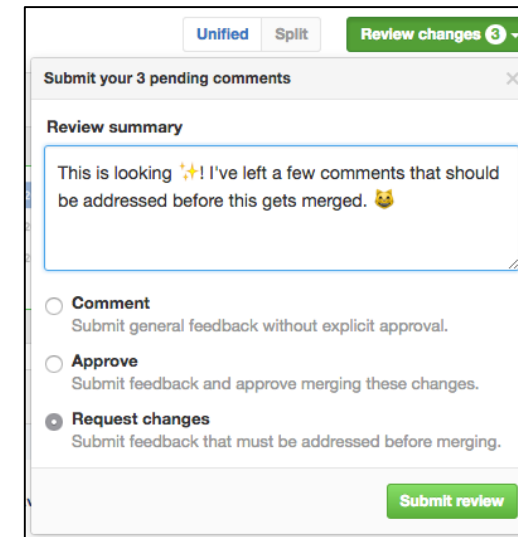 Unified Split Review changes 3
Submit your 3 pending comments
Review summary
This is looking ✨! I've left a few comments that should
be addressed before this gets merged. 😺
Comment
Submit general feedback without explicit approval.
Approve
Submit feedback and approve merging these changes.
Request changes
Submit feedback that must be addressed before merging.
Submit review